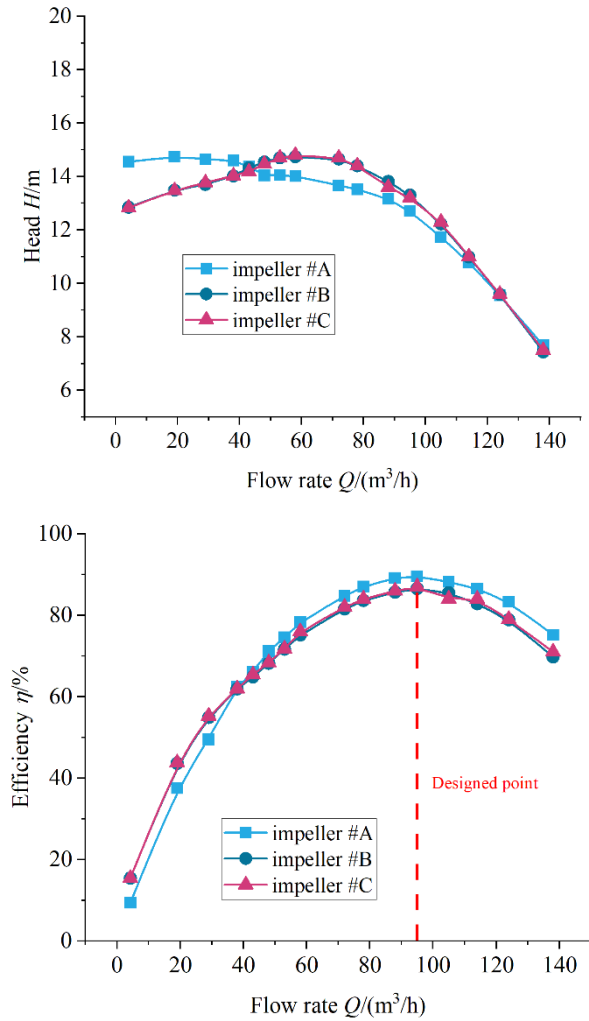 20
18
16
14
12
10
8
6
Head H/m
impeller #A
impeller #B
impeller #C
0 20 40 60 80 100 120 140
Flow rate Q/(m³/h)
100
80
60
40
20
0
Efficiency η/%
Designed point
impeller #A
impeller #B
impeller #C
0 20 40 60 80 100 120 140
Flow rate Q/(m³/h)